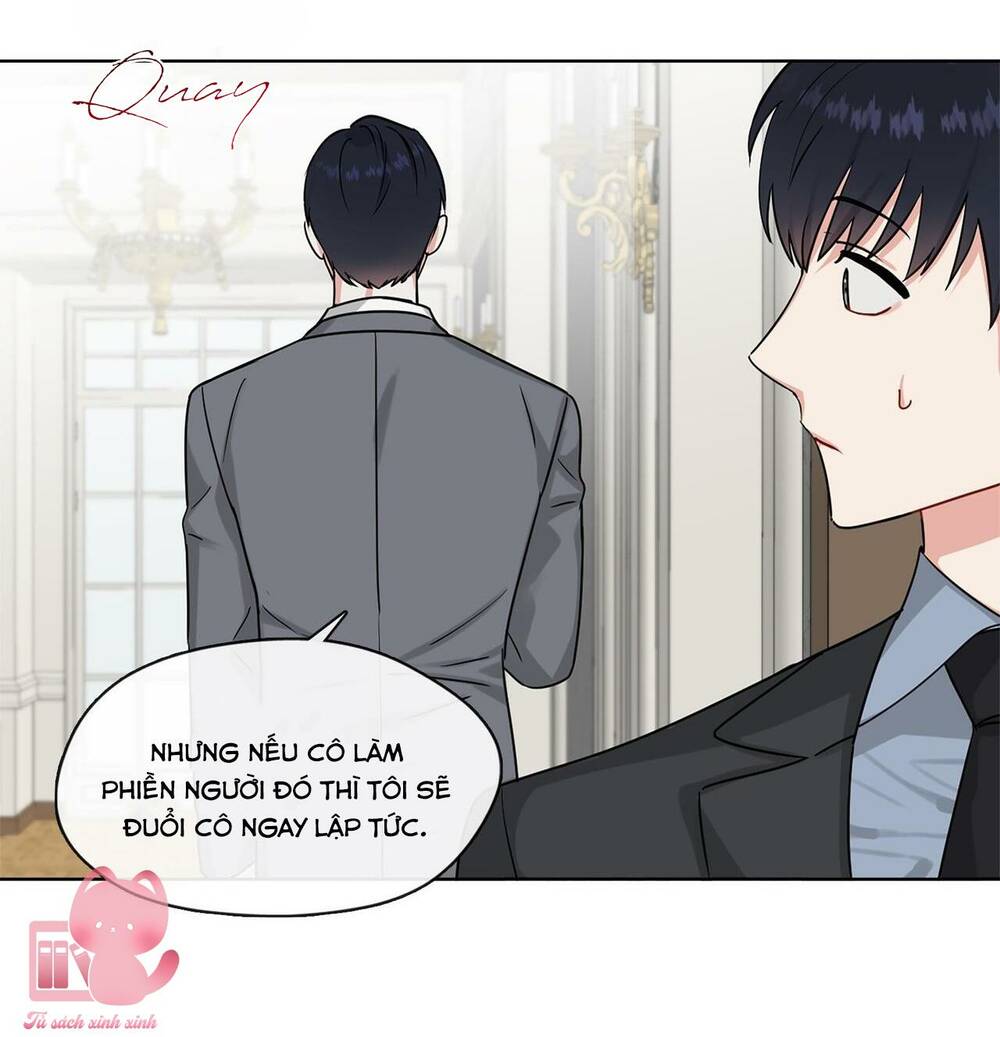 Quay
NHƯNG NẾU CÔ LÀM
PHIỀN NGƯỜI ĐÓ THÌ TÔI SẼ
ĐUỔI CÔ NGAY LẬP TỨC.
Tủ sách xinh xinh